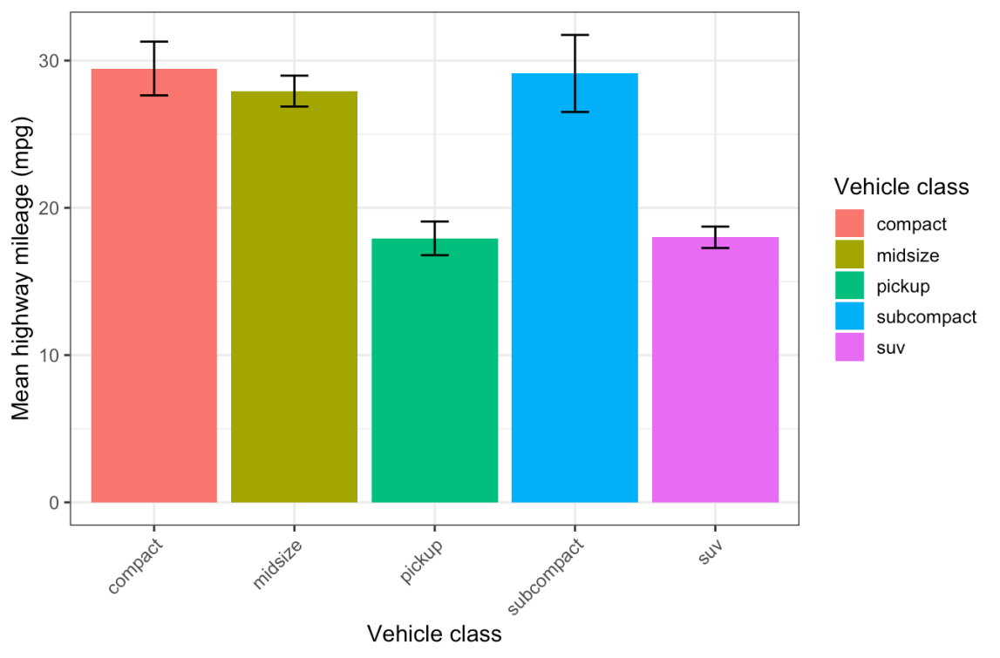 Mean highway mileage (mpg)
30
20
10
0
compact
midsize
pickup
subcompact
suv
Vehicle class
Vehicle class
compact
midsize
pickup
subcompact
suv